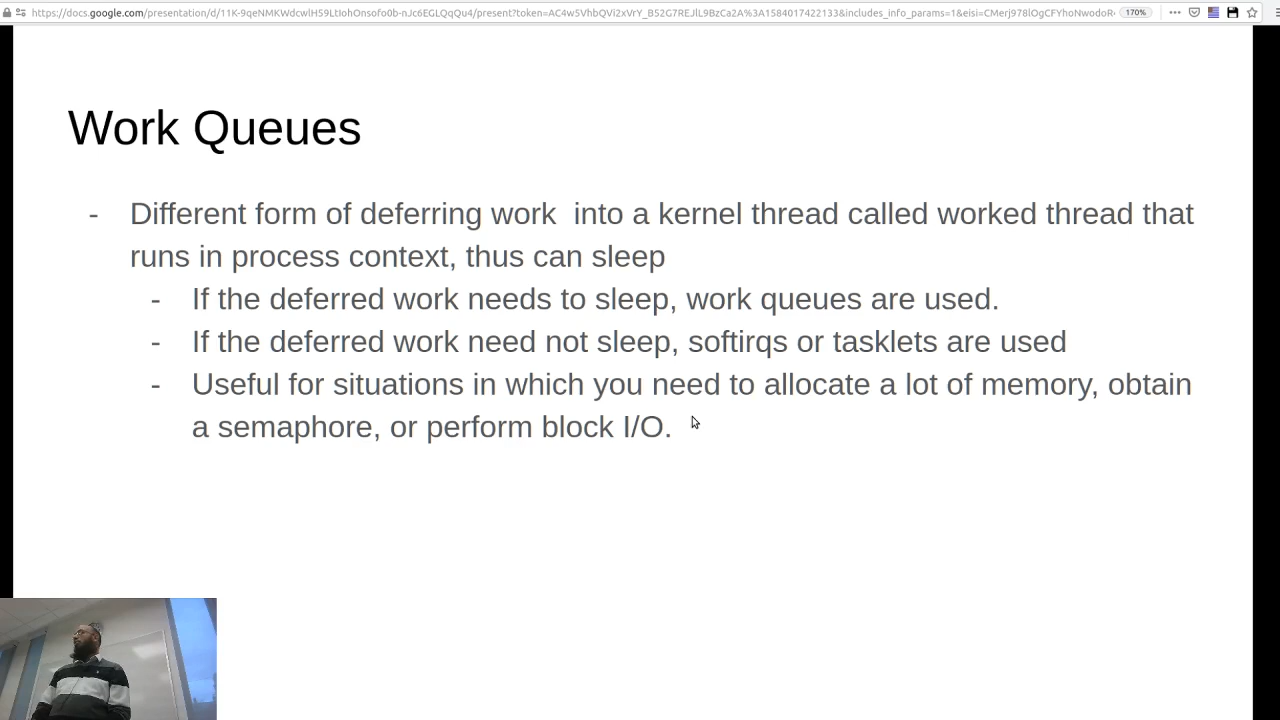 https://docs.google.com/presentation/d/11K-9qeNMKWdcwlH59LtIohOnsofo0b-nJc6EGLQqQu4/present?token=AC4w5VhbQVi2xVrY_B52G7REJlL9BzCa2A%3A1584017422133&includes_info_params=1&eisi=CMerj978lOgCFYhoNwodoR 170%
Work Queues
- Different form of deferring work into a kernel thread called worked thread that
runs in process context, thus can sleep
- If the deferred work needs to sleep, work queues are used.
- If the deferred work need not sleep, softirqs or tasklets are used
- Useful for situations in which you need to allocate a lot of memory, obtain
a semaphore, or perform block I/O.